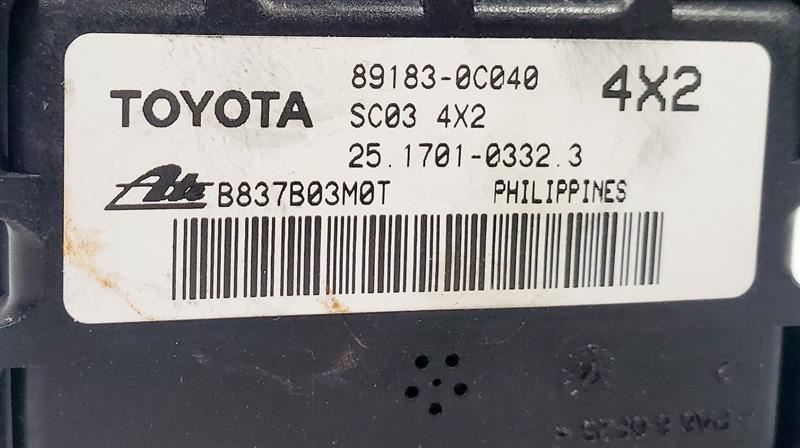 89183-0C040 4X2
TOYOTA SC03 4X2
25.1701-0332.3
Ate B837B03M0T PHILIPPINES